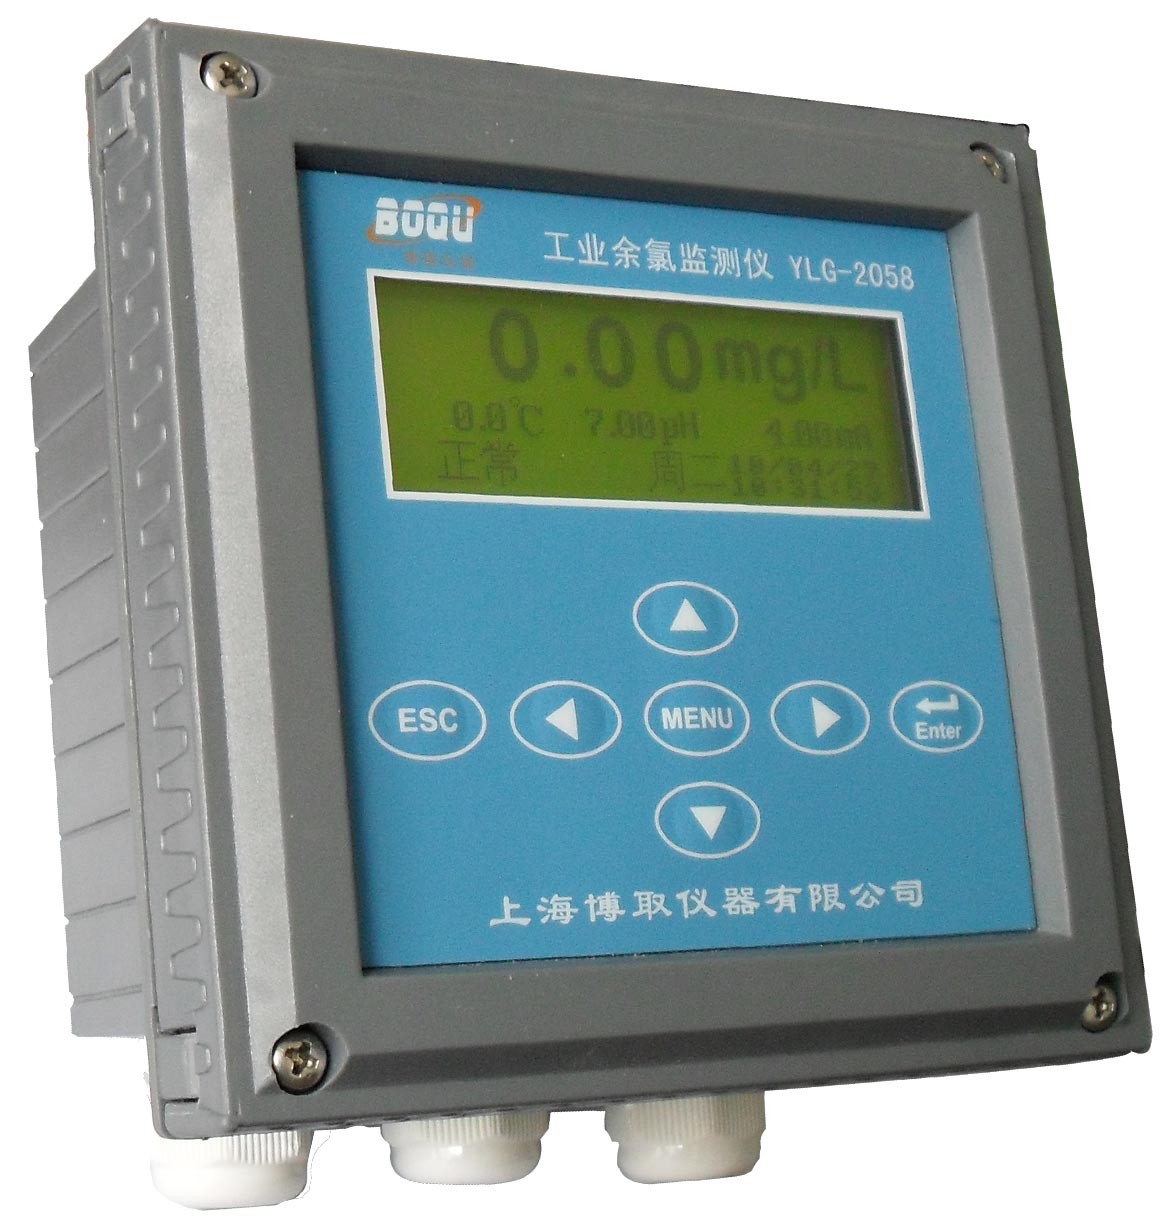 BOQU
工业余氯监测仪 YLG-2058
0.00mg/L
0.0℃ 7.00pH 4.00mA
正常 周二
ESC
MENU
Enter
上海博取仪器有限公司